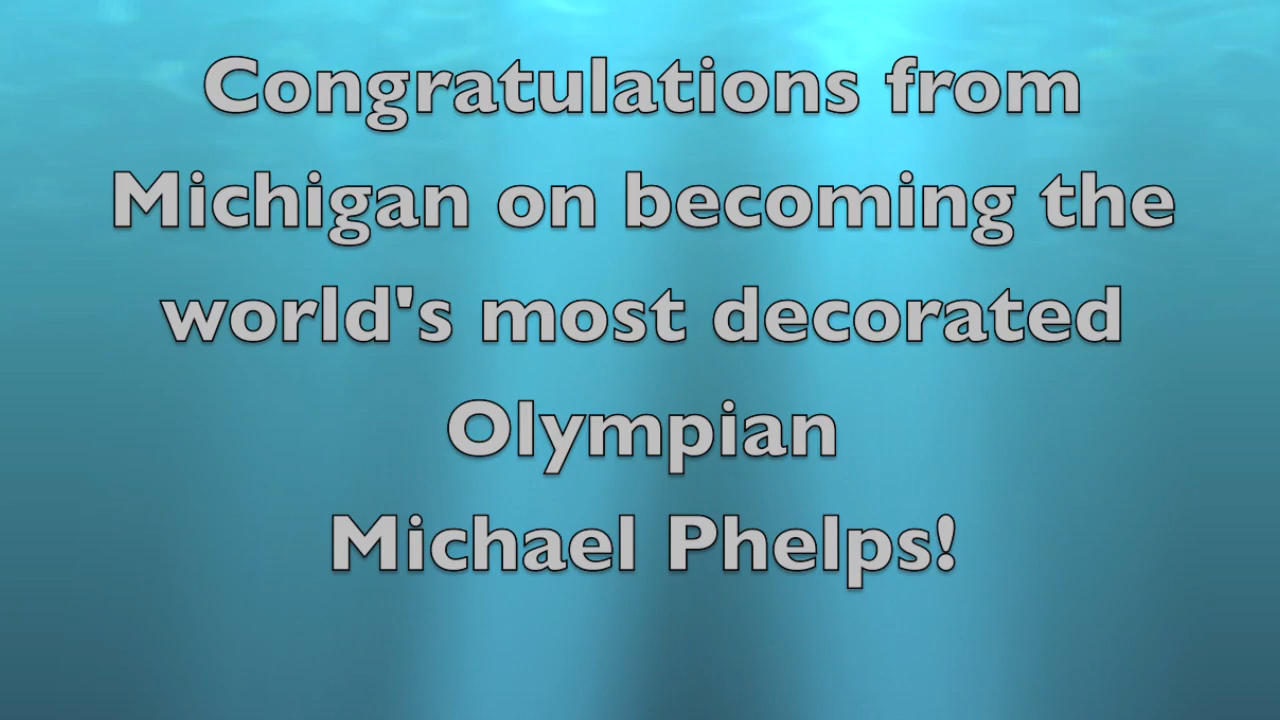 Congratulations from
Michigan on becoming the
world's most decorated
Olympian
Michael Phelps!